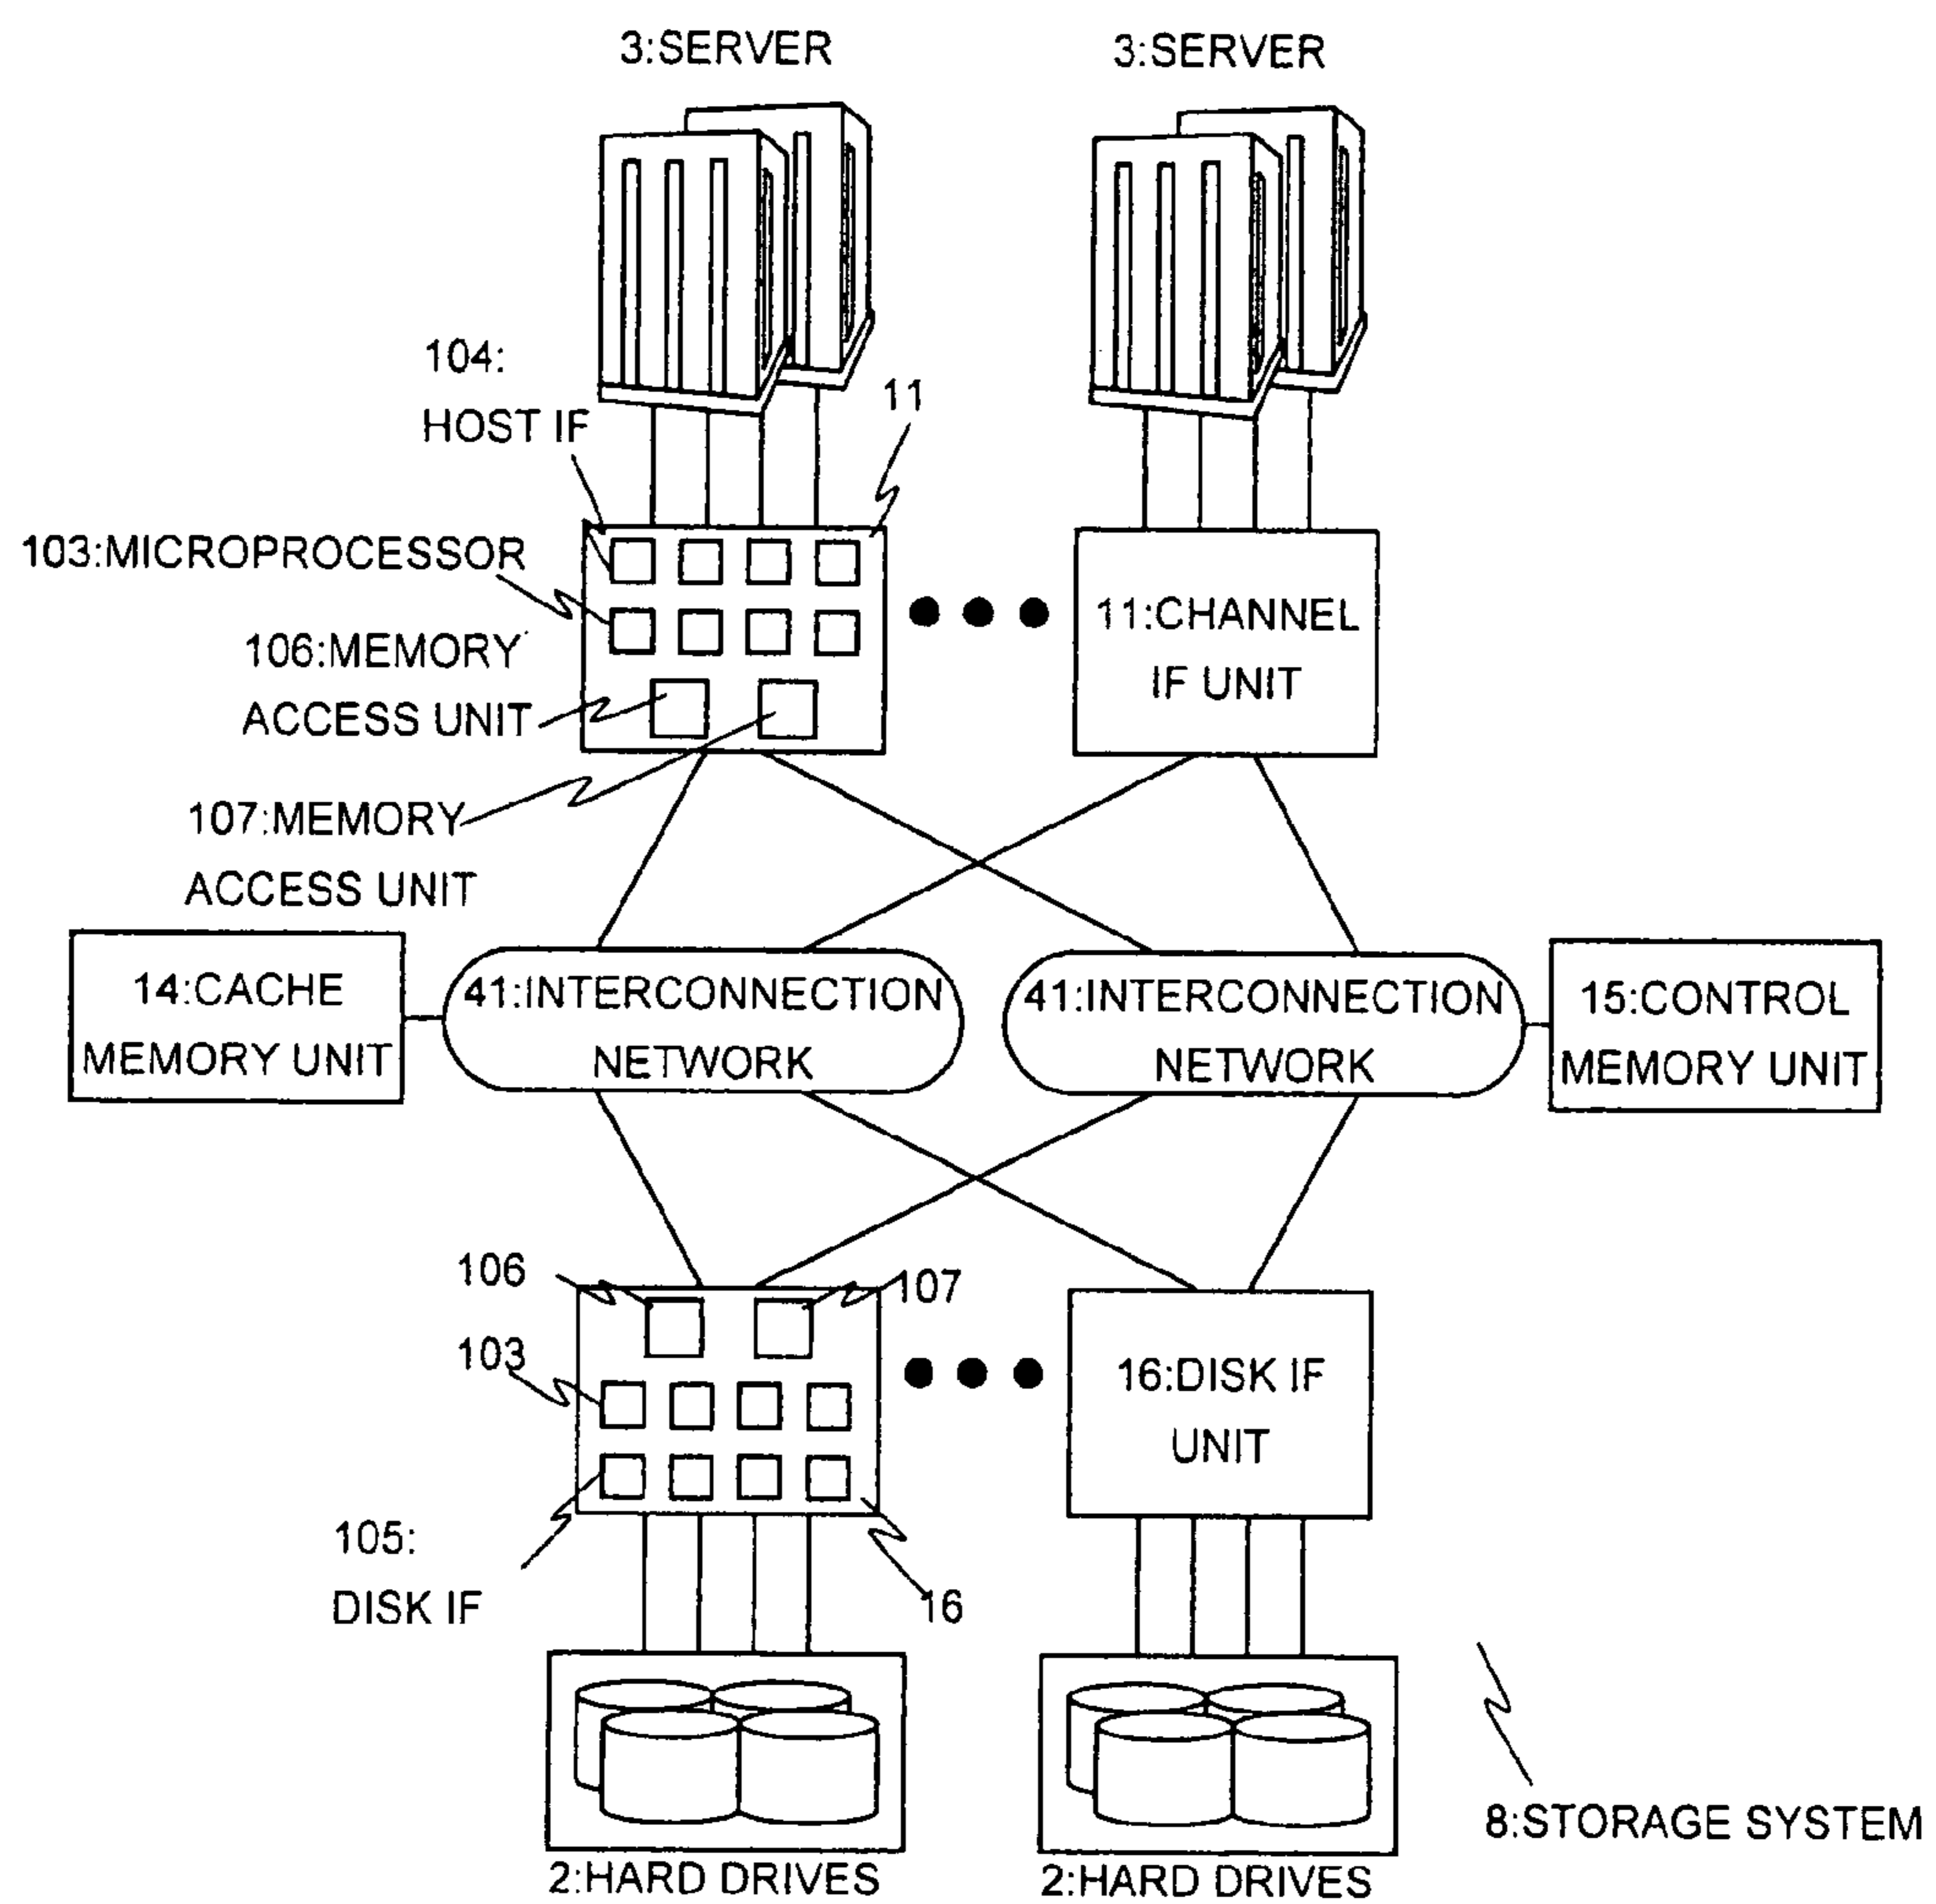 3:SERVER
3:SERVER
104:
HOST IF
11
103:MICROPROCESSOR
106:MEMORY
ACCESS UNIT
11:CHANNEL
IF UNIT
107:MEMORY
ACCESS UNIT
14:CACHE
MEMORY UNIT
41:INTERCONNECTION
NETWORK
41:INTERCONNECTION
NETWORK
15:CONTROL
MEMORY UNIT
106
107
103
16:DISK IF
UNIT
105:
DISK IF
16
8:STORAGE SYSTEM
2:HARD DRIVES
2:HARD DRIVES